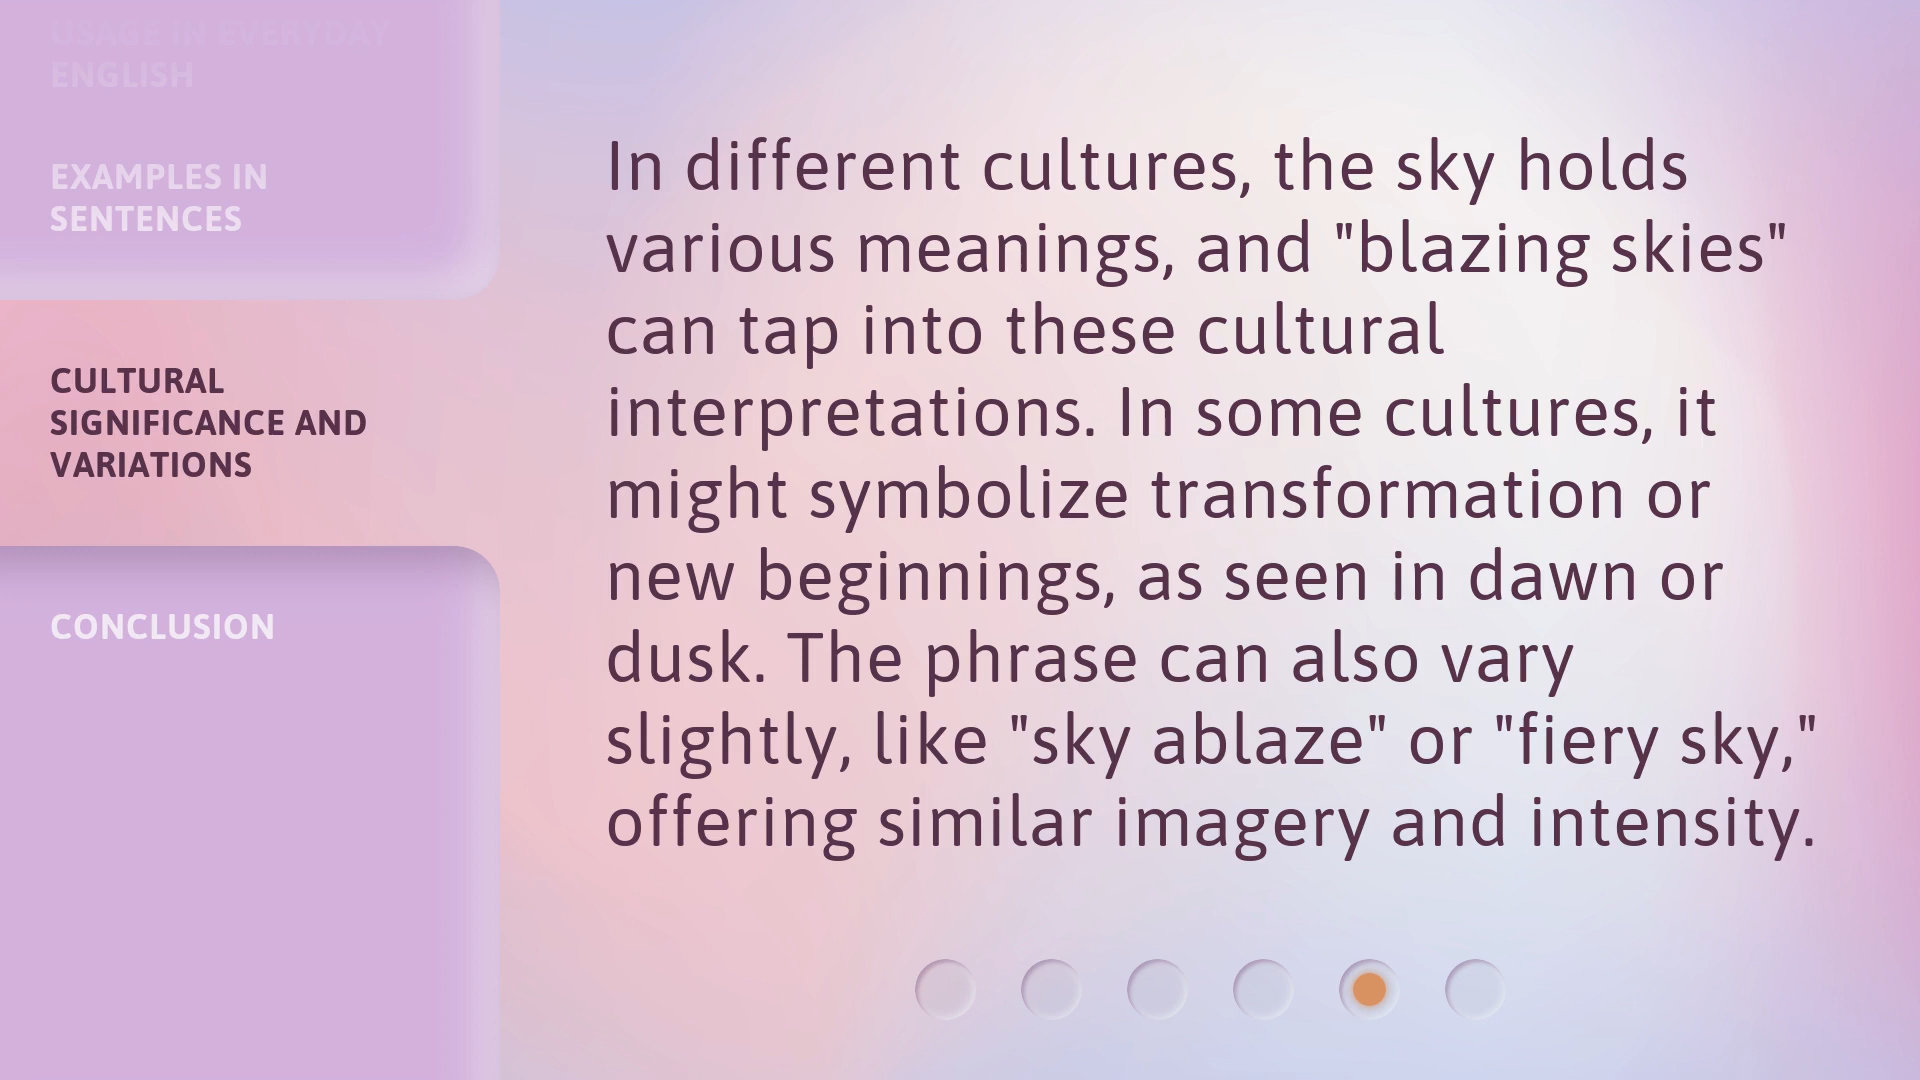 USAGE IN EVERYDAY
ENGLISH
EXAMPLES IN
SENTENCES
CULTURAL
SIGNIFICANCE AND
VARIATIONS
CONCLUSION
In different cultures, the sky holds
various meanings, and "blazing skies"
can tap into these cultural
interpretations. In some cultures, it
might symbolize transformation or
new beginnings, as seen in dawn or
dusk. The phrase can also vary
slightly, like "sky ablaze" or "fiery sky,"
offering similar imagery and intensity.